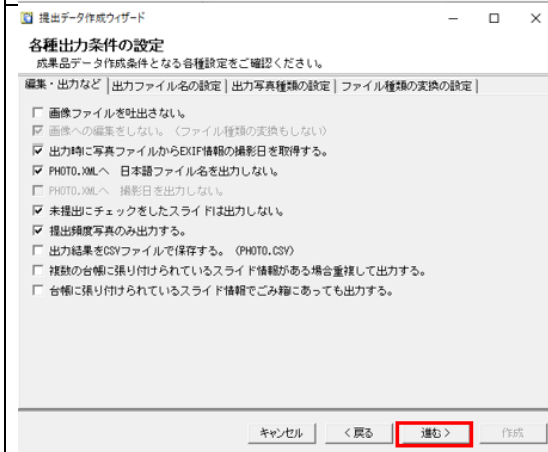 提出データ作成ウィザード
各種出力条件の設定
成果品データ作成条件となる各種設定をご確認ください。
編集・出力など 出力ファイル名の設定 出力写真種類の設定 ファイル種類の変換の設定
画像ファイルを吐出さない。
画像への編集をしない。（ファイル種類の変換もしない）
出力時に写真ファイルからEXIF情報の撮影日を取得する。
PHOTO.XMLへ 日本語ファイル名を出力しない。
PHOTO.XMLへ 撮影日を出力しない。
未提出にチェックをしたスライドは出力しない。
提出頻度写真のみ出力する。
出力結果をCSVファイルで保存する。（PHOTO.CSV）
複数の台帳に張り付けられているスライド情報がある場合重複して出力する。
台帳に張り付けられているスライド情報でごみ箱にあっても出力する。
キャンセル < 戻る 進む > 作成